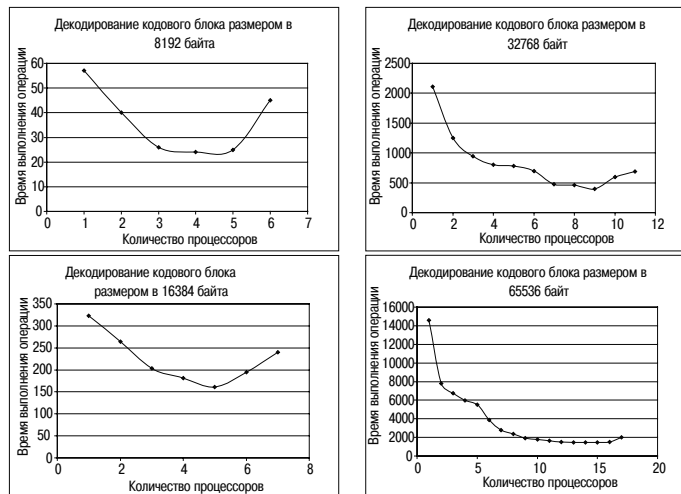 Декодирование кодового блока размером в
8192 байта
Время выполнения операции
60
50
40
30
20
10
0
0 1 2 3 4 5 6 7
Количество процессоров
Декодирование кодового блока размером в
32768 байт
Время выполнения операции
2500
2000
1500
1000
500
0
0 2 4 6 8 10 12
Количество процессоров
Декодирование кодового блока
размером в 16384 байта
Время выполнения операции
350
300
250
200
150
100
50
0
0 2 4 6 8
Количество процессоров
Декодирование кодового блока размером в
65536 байт
Время выполнения операции
16000
14000
12000
10000
8000
6000
4000
2000
0
0 5 10 15 20
Количество процессоров